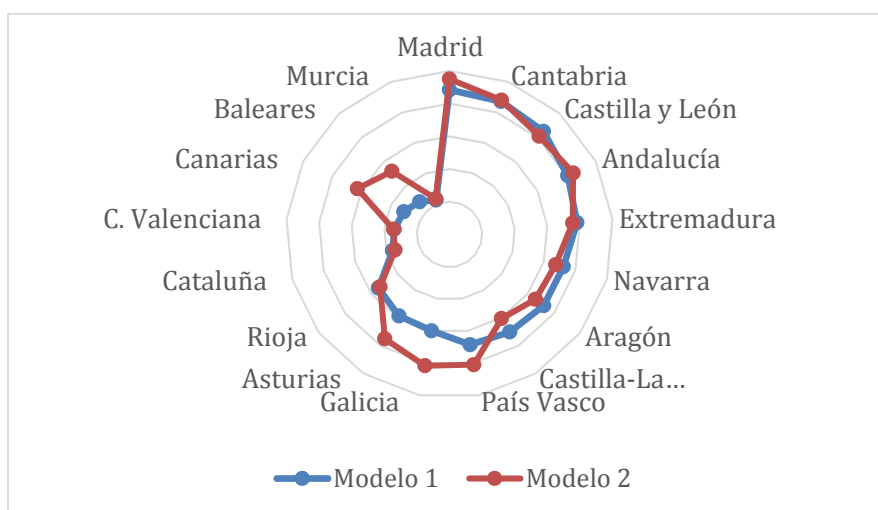 Madrid
Cantabria
Castilla y León
Andalucía
Extremadura
Navarra
Aragón
Castilla-La...
País Vasco
Galicia
Asturias
Rioja
Cataluña
C. Valenciana
Canarias
Baleares
Murcia
Modelo 1
Modelo 2